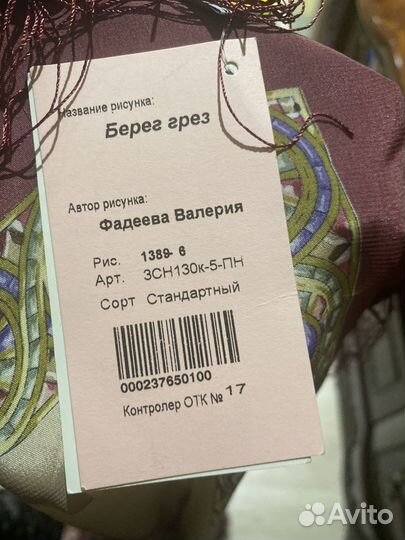 Название рисунка:
Берег грез
Автор рисунка:
Фадеева Валерия
Рис. 1389- 6
Арт. 3СН130к-5-ПН
Сорт Стандартный
000237650100
Контролер ОТК № 17
Avito